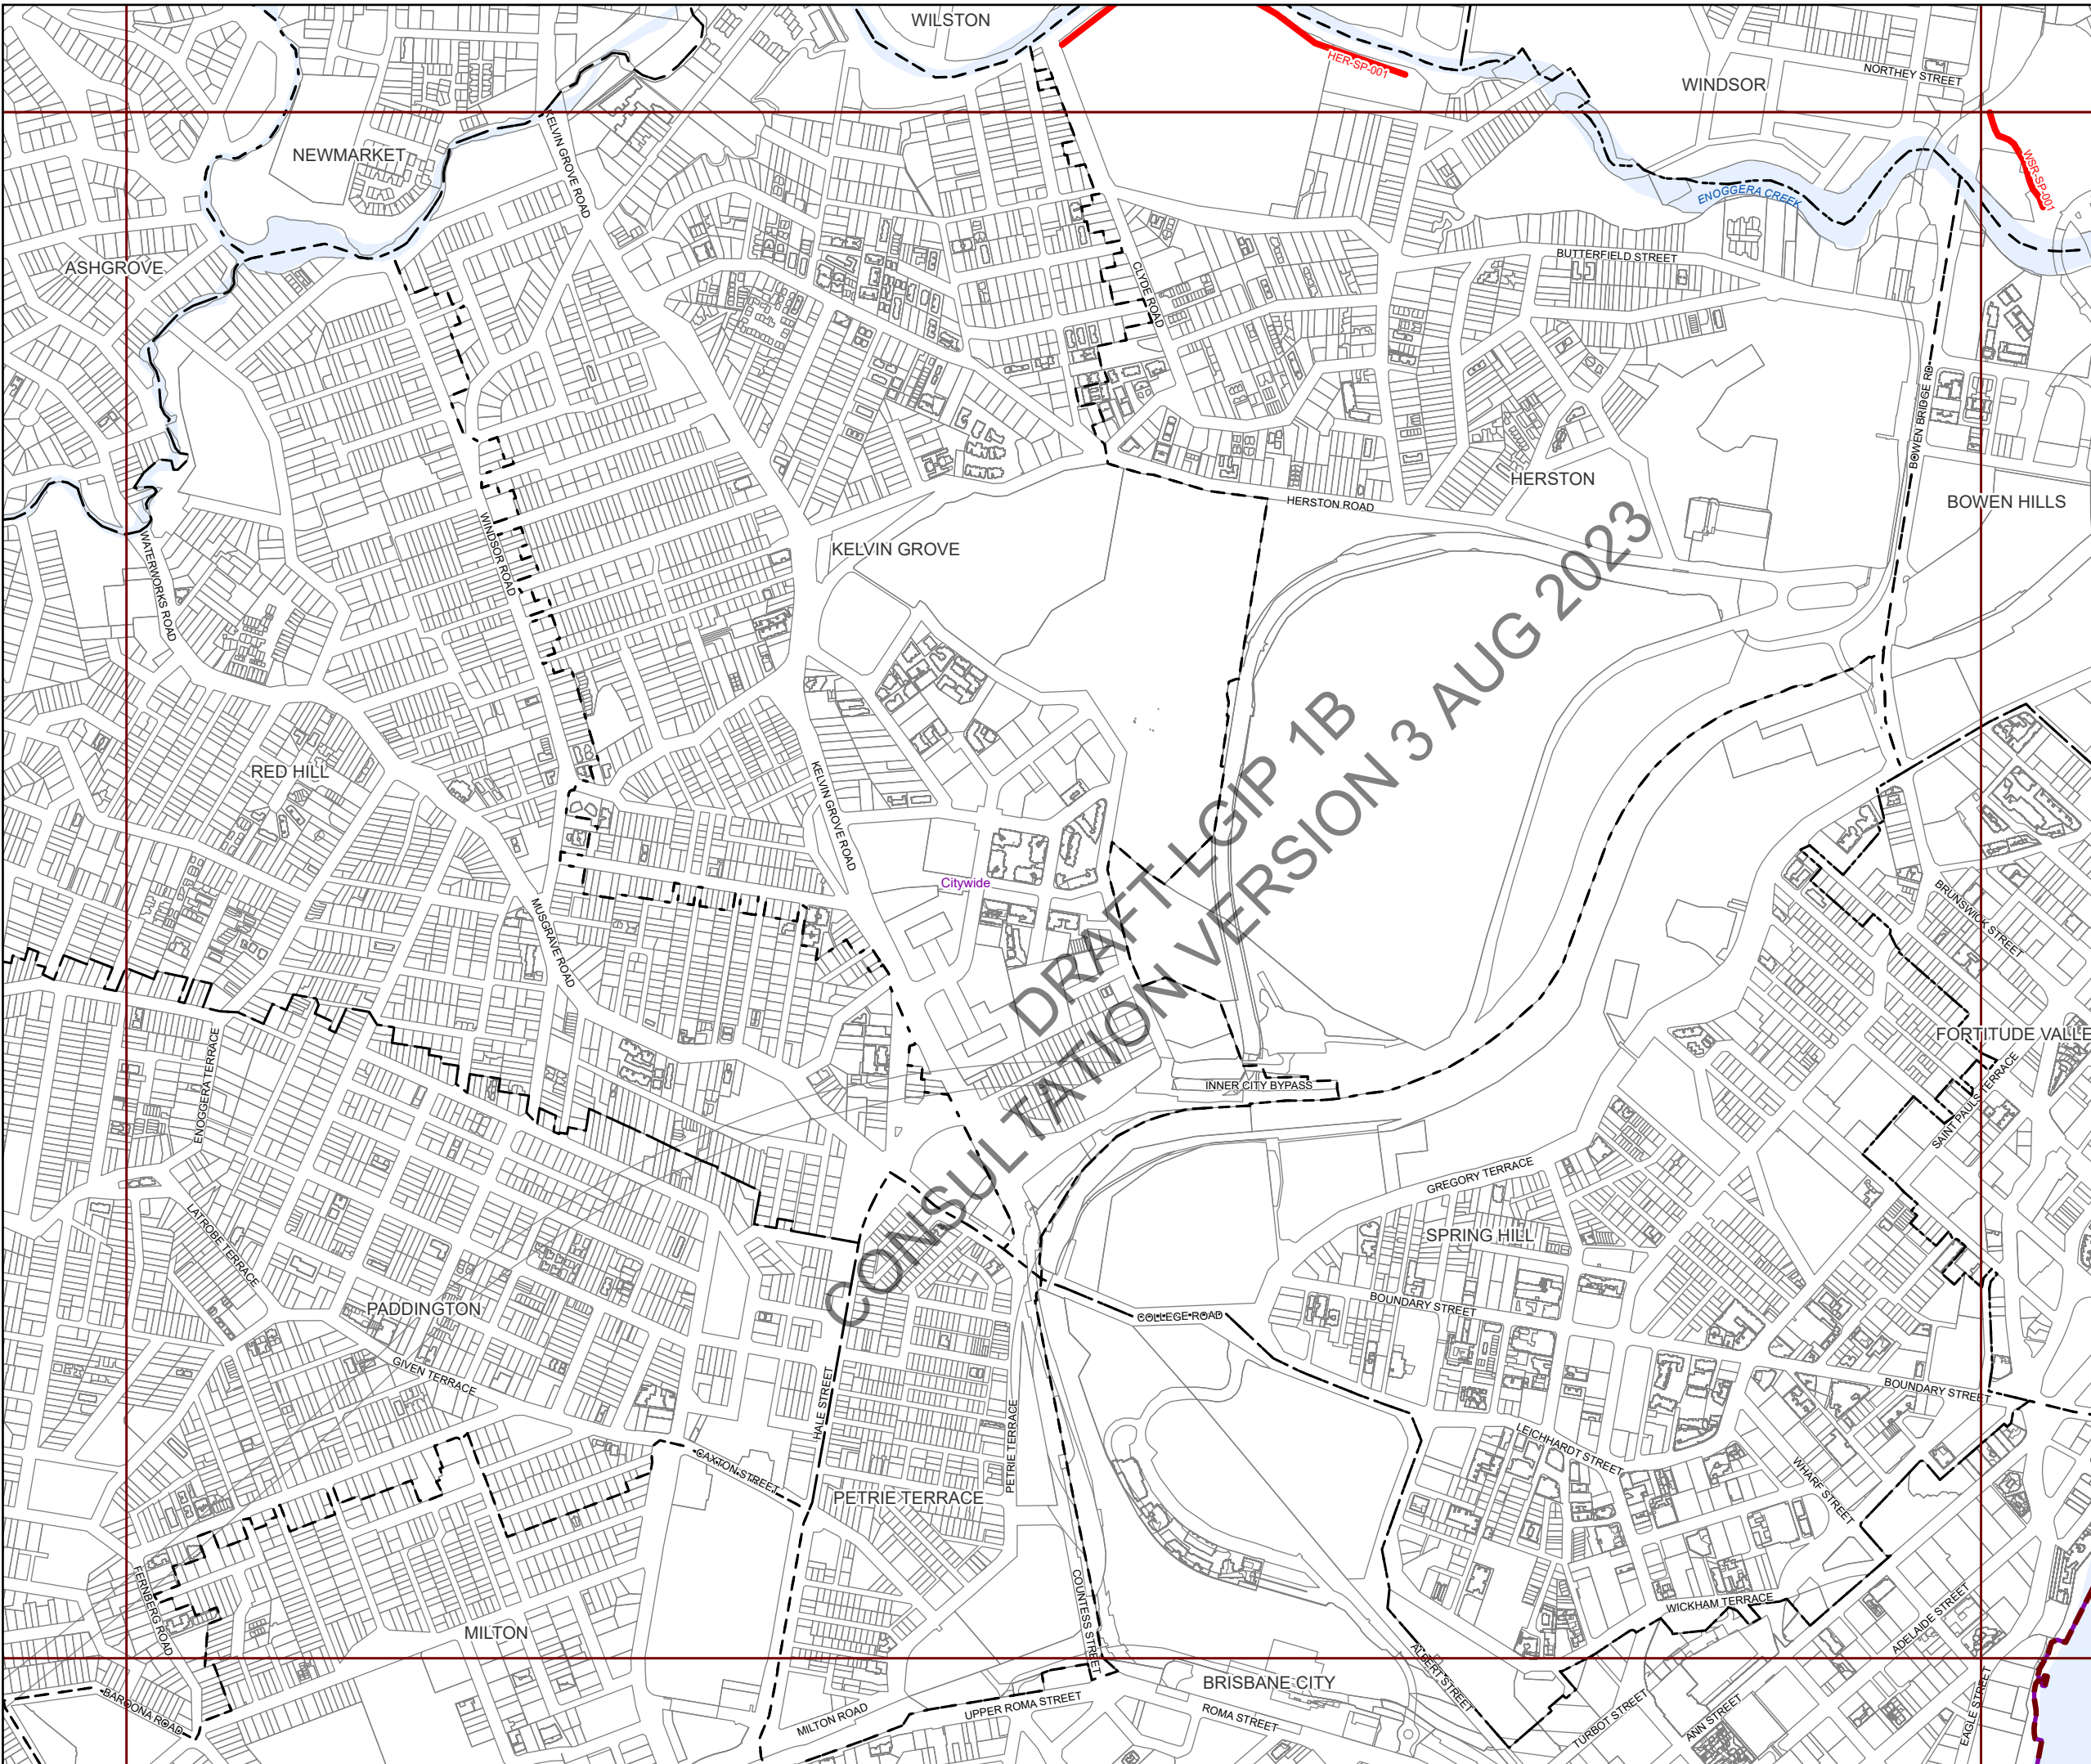 WILSTON
HER-SP-001
WINDSOR
NORTHEY STREET
KELVIN GROVE ROAD
NEWMARKET
WSR-SP-001
ENOGGERA CREEK
ASHGROVE
CLYDE ROAD
BUTTERFIELD STREET
BOWEN BRIDGE RD
HERSTON
HERSTON ROAD
BOWEN HILLS
WATERWORKS ROAD
WINDSOR ROAD
KELVIN GROVE
RED HILL
KELVIN GROVE ROAD
Citywide
MUSGRAVE ROAD
BRUNSWICK STREET
DRAFT LGIP 1B
CONSULTATION VERSION 3 AUG 2023
FORTITUDE VALLE
SAINT PAULS TERRACE
ENOGGERA TERRACE
INNER CITY BYPASS
GREGORY TERRACE
LATROBE TERRACE
SPRING HILL
PADDINGTON
BOUNDARY STREET
COLLEGE ROAD
GIVEN TERRACE
HALE STREET
BOUNDARY STREET
PETRIE TERRACE
LEICHHARDT STREET
CAXTON STREET
WHARF STREET
PETRIE TERRACE
COUNTESS STREET
FERNBERG ROAD
WICKHAM TERRACE
ADELAIDE STREET
MILTON
ALBERT STREET
BRISBANE CITY
BAROONA ROAD
MILTON ROAD
UPPER ROMA STREET
ROMA STREET
TURBOT STREET
ANN STREET
EAGLE STREET